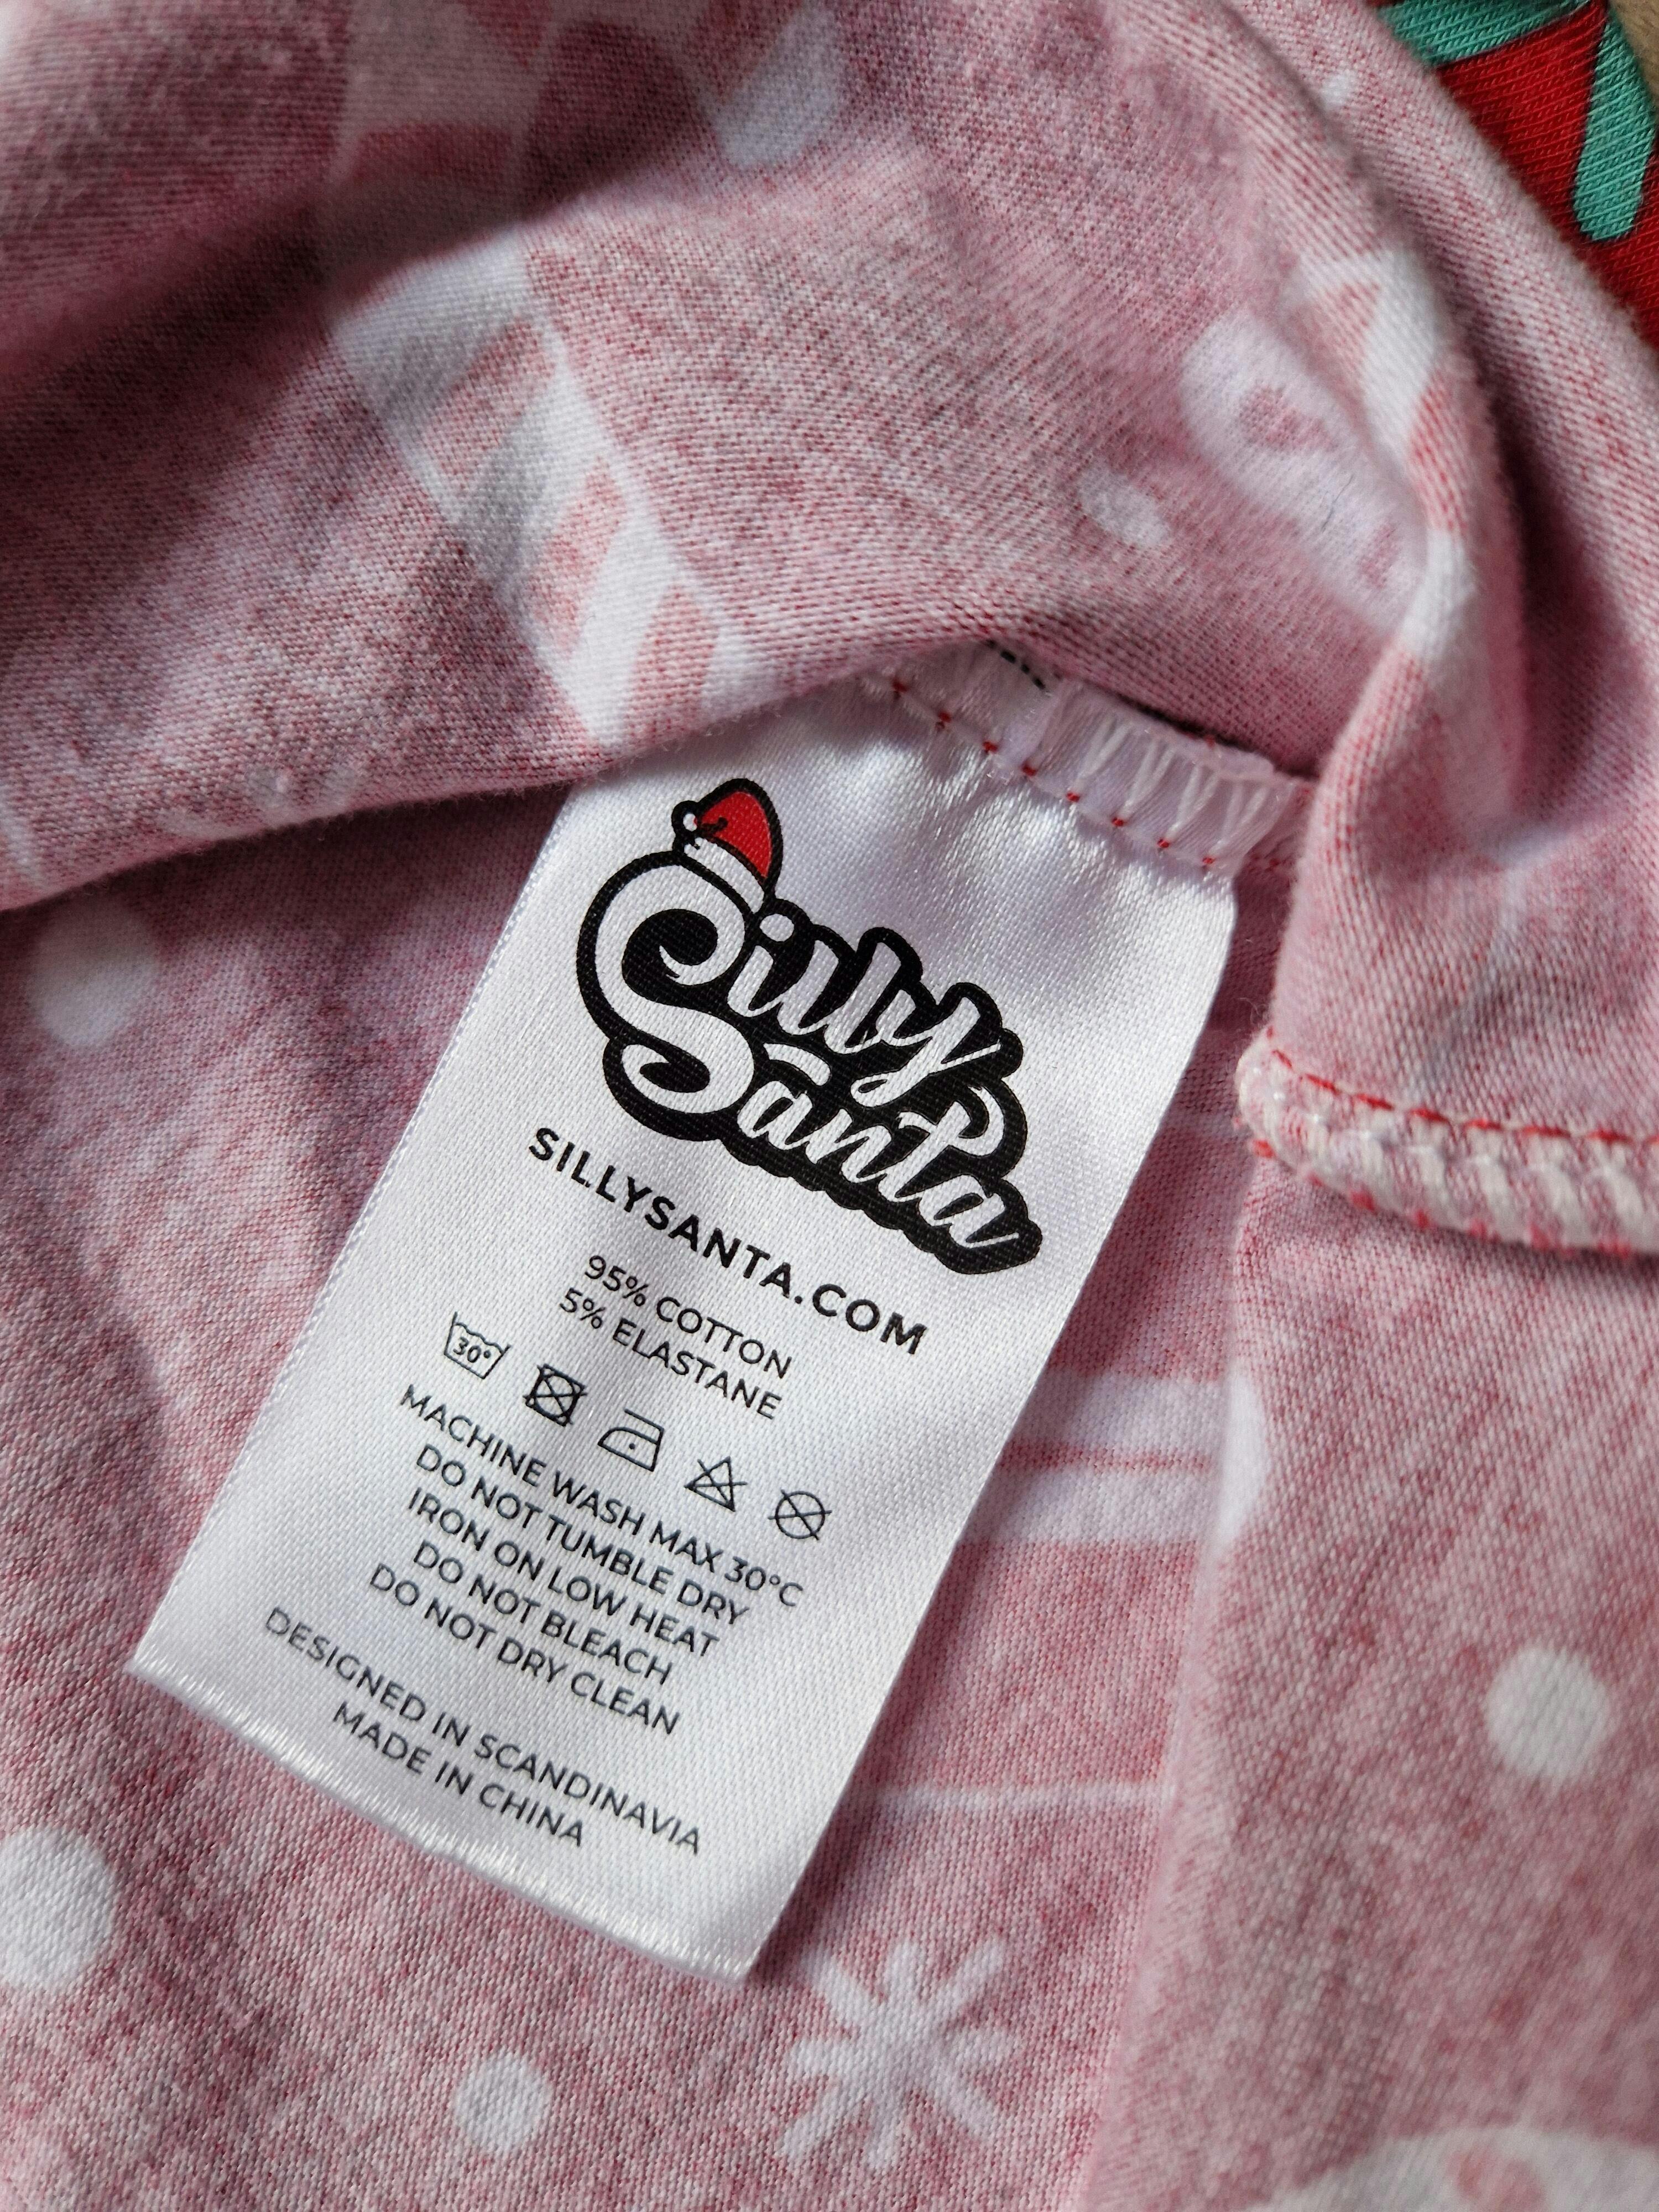 Silly
Santa
SILLYSANTA.COM
95% COTTON
5% ELASTANE
30°
MACHINE WASH MAX 30°C
DO NOT TUMBLE DRY
IRON ON LOW HEAT
DO NOT BLEACH
DO NOT DRY CLEAN
DESIGNED IN SCANDINAVIA
MADE IN CHINA